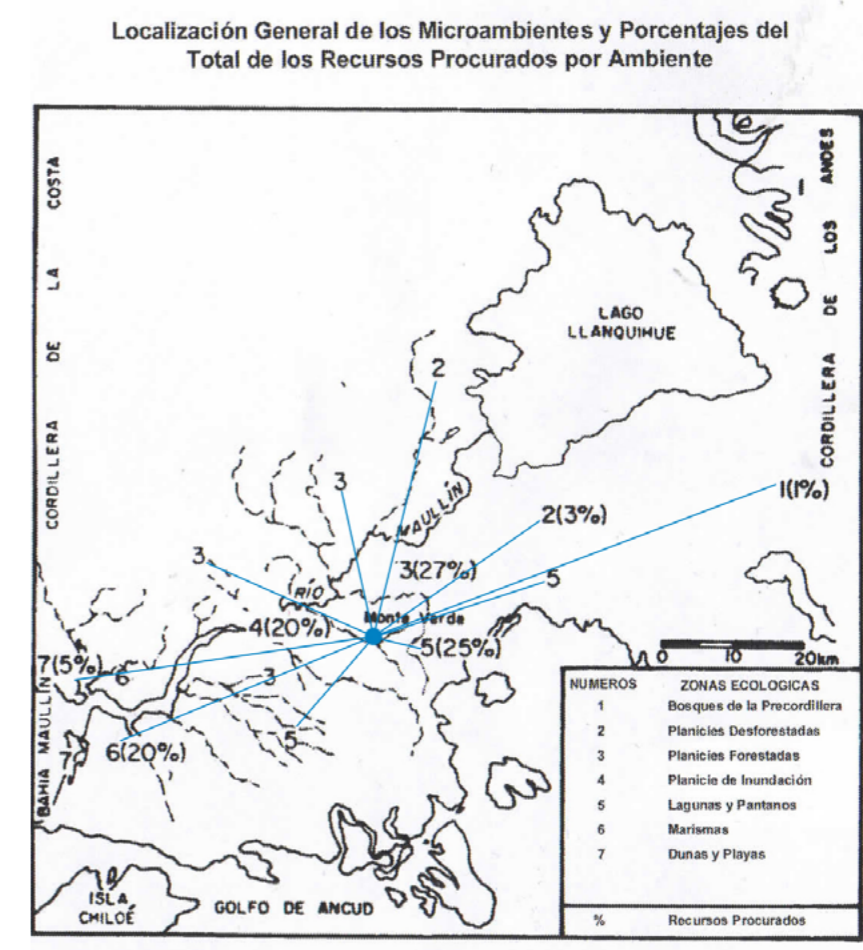 Localización General de los Microambientes y Porcentajes del
Total de los Recursos Procurados por Ambiente
CORDILLERA DE LA COSTA
CORDILLERA DE LOS ANDES
LAGO
LLANQUIHUE
2
3
MAULLÍN
1(1%)
2(3%)
3
3(27%)
5
RÍO
Monte Verde
4(20%)
5(25%)
7(5%)
6
3
5
6(20%)
7
BAHIA MAULLÍN
0 10 20km
ISLA
CHILOÉ
GOLFO DE ANCUD
NUMEROS ZONAS ECOLOGICAS
1 Bosques de la Precordillera
2 Planicies Desforestadas
3 Planicies Forestadas
4 Planicie de Inundación
5 Lagunas y Pantanos
6 Marismas
7 Dunas y Playas
% Recursos Procurados